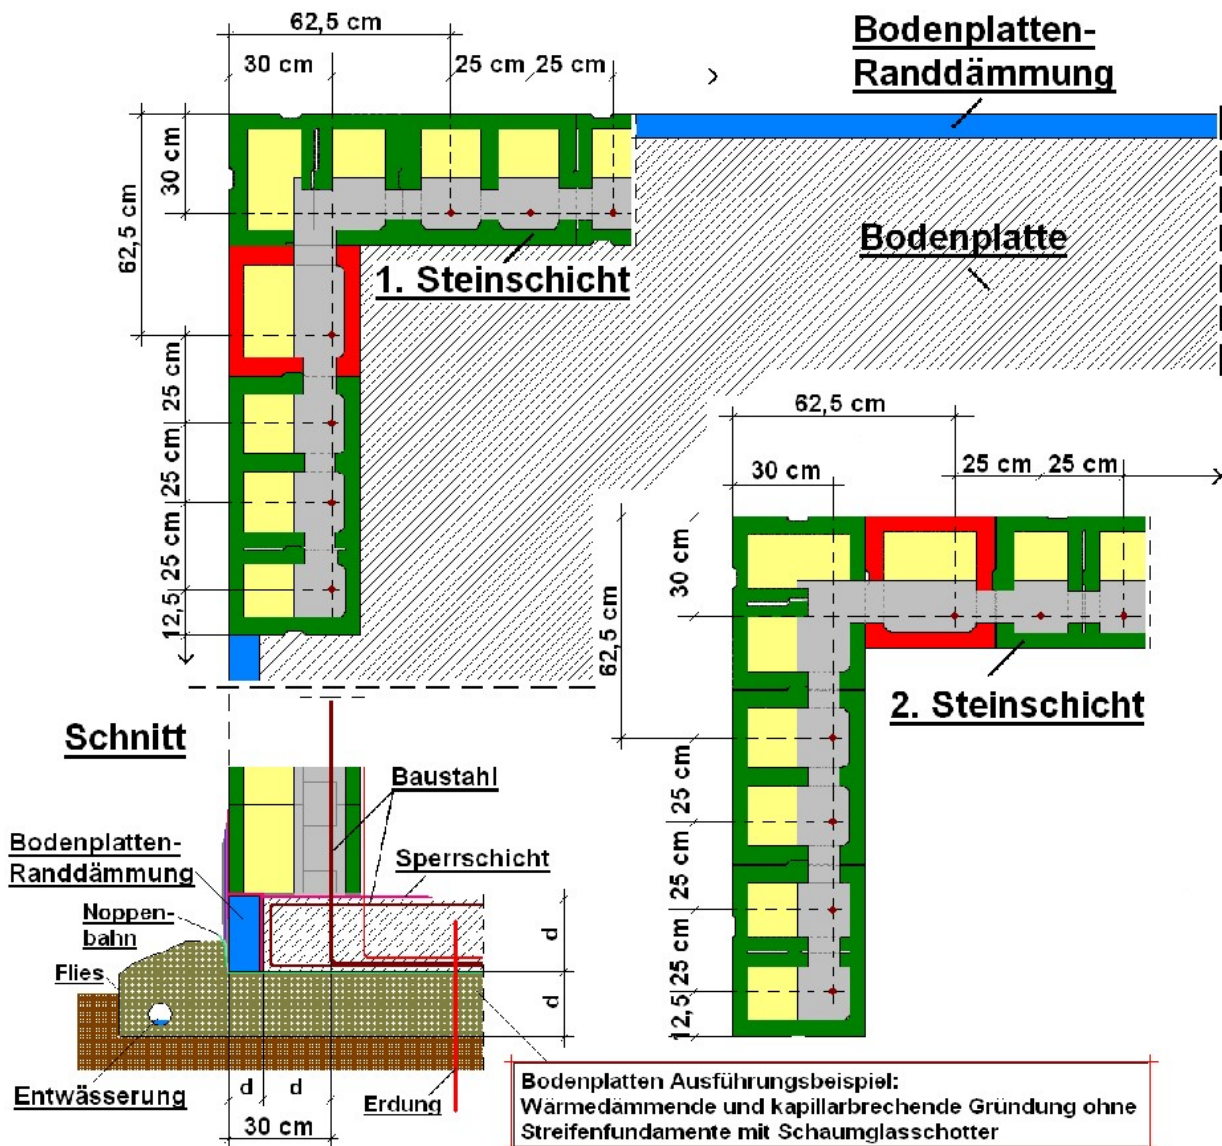 62,5 cm
30 cm
25 cm
25 cm
Bodenplatten-
Randdämmung
30 cm
62,5 cm
1. Steinschicht
Bodenplatte
25 cm
25 cm
25 cm
12,5
62,5 cm
30 cm
25 cm
25 cm
30 cm
62,5 cm
2. Steinschicht
25 cm
25 cm
25 cm
12,5
Schnitt
Baustahl
Bodenplatten-
Randdämmung
Sperrschicht
Noppen-
bahn
Flies
d
d
Entwässerung
d
d
Erdung
30 cm
Bodenplatten Ausführungsbeispiel:
Wärmedämmende und kapillarbrechende Gründung ohne
Streifenfundamente mit Schaumglasschotter